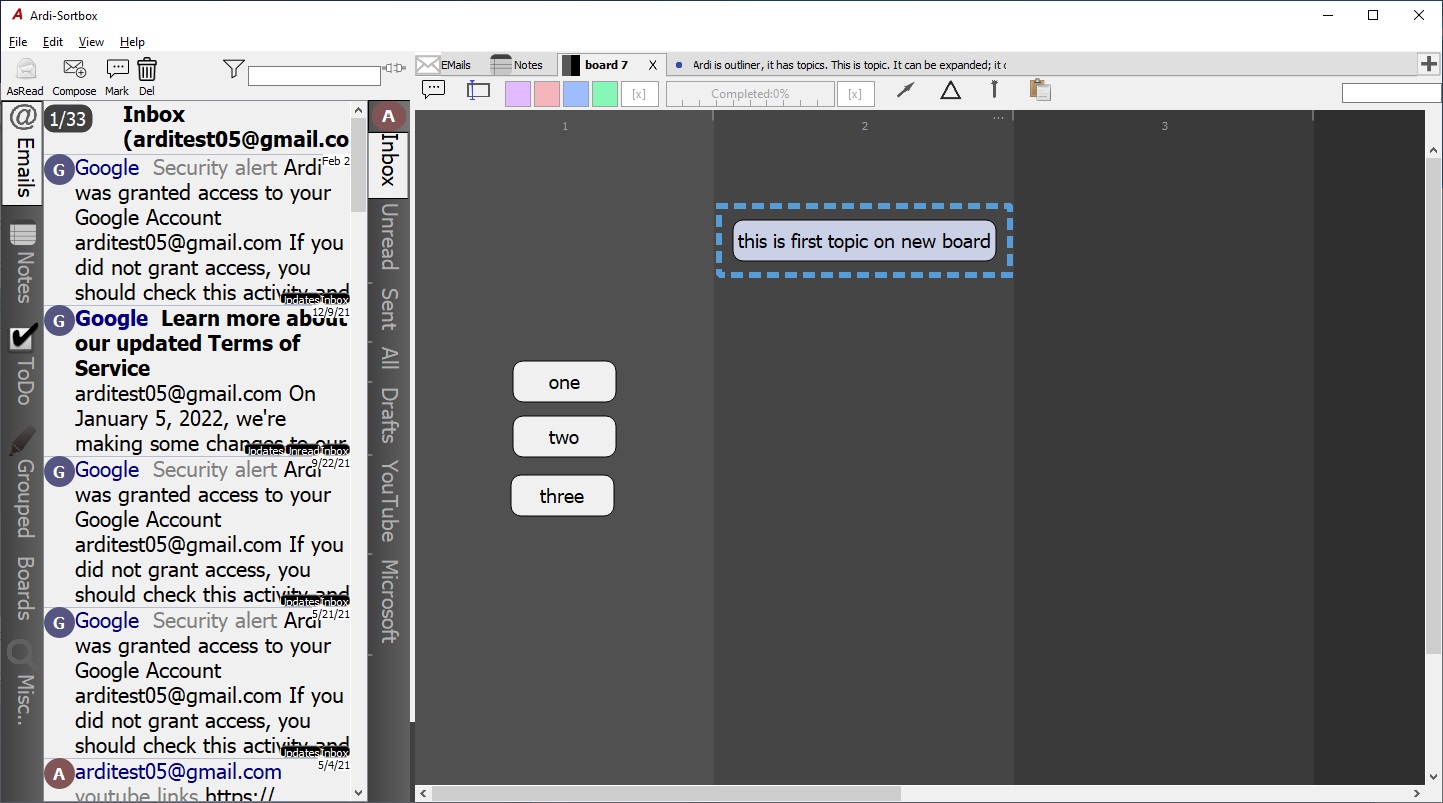 Ardi-Sortbox
File Edit View Help
AsRead Compose Mark Del
EMails Notes board 7 X Ardi is outliner, it has topics. This is topic. It can be expanded; it c
[x] Completed:0% [x]
@ Emails
Notes
ToDo
Grouped
Boards
Misc..
1/33 Inbox
(arditest05@gmail.co
G Google Security alert Ardi Feb 2
was granted access to your
Google Account
arditest05@gmail.com If you
did not grant access, you
should check this activity and
Updates Inbox
G Google Learn more about 12/9/21
our updated Terms of
Service
arditest05@gmail.com On
January 5, 2022, we're
making some changes to our
Updates Unread Inbox
G Google Security alert Ardi 9/22/21
was granted access to your
Google Account
arditest05@gmail.com If you
did not grant access, you
should check this activity and
Updates Inbox
G Google Security alert Ardi 5/21/21
was granted access to your
Google Account
arditest05@gmail.com If you
did not grant access, you
should check this activity and
Updates Inbox
A arditest05@gmail.com 5/4/21
youtube links https://
A
Inbox
Unread
Sent
All
Drafts
YouTube
Microsoft
1 2 ... 3
this is first topic on new board
one
two
three